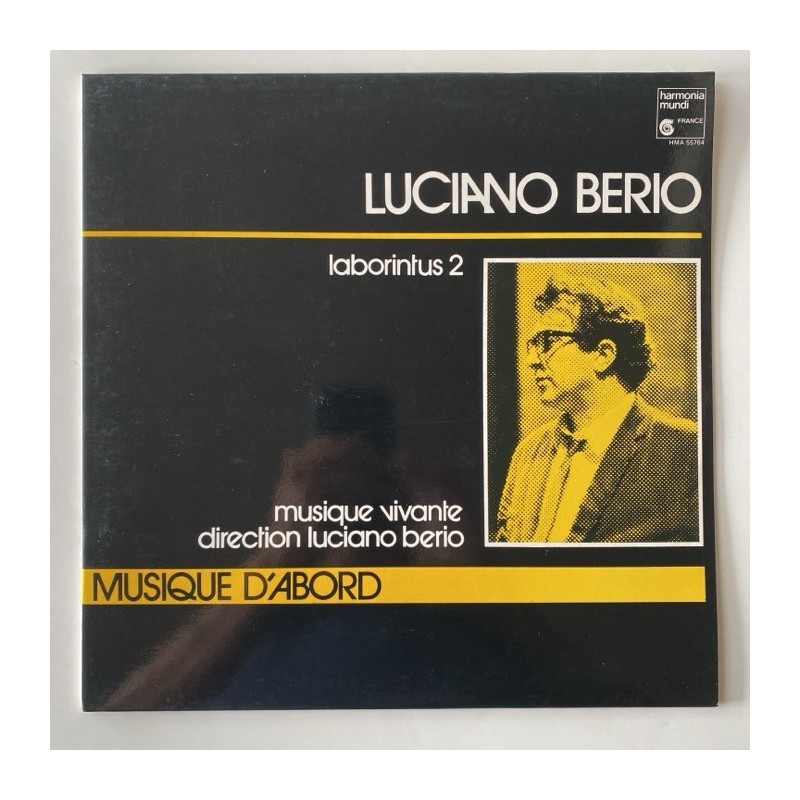 harmonia
mundi
FRANCE
HMA 55764
LUCIANO BERIO
laborintus 2
musique vivante
direction luciano berio
MUSIQUE D'ABORD